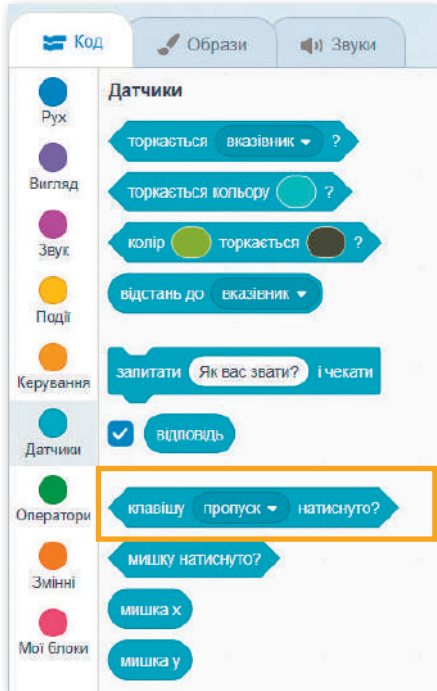 Код
Образи
Звуки
Рух
Вигляд
Звук
Події
Керування
Датчики
Оператори
Змінні
Мої блоки
Датчики
торкається вказівник ?
торкається кольору ?
колір торкається ?
відстань до вказівник
запитати Як вас звати? і чекати
відповідь
клавішу пропуск натиснуто?
мишку натиснуто?
мишка x
мишка y